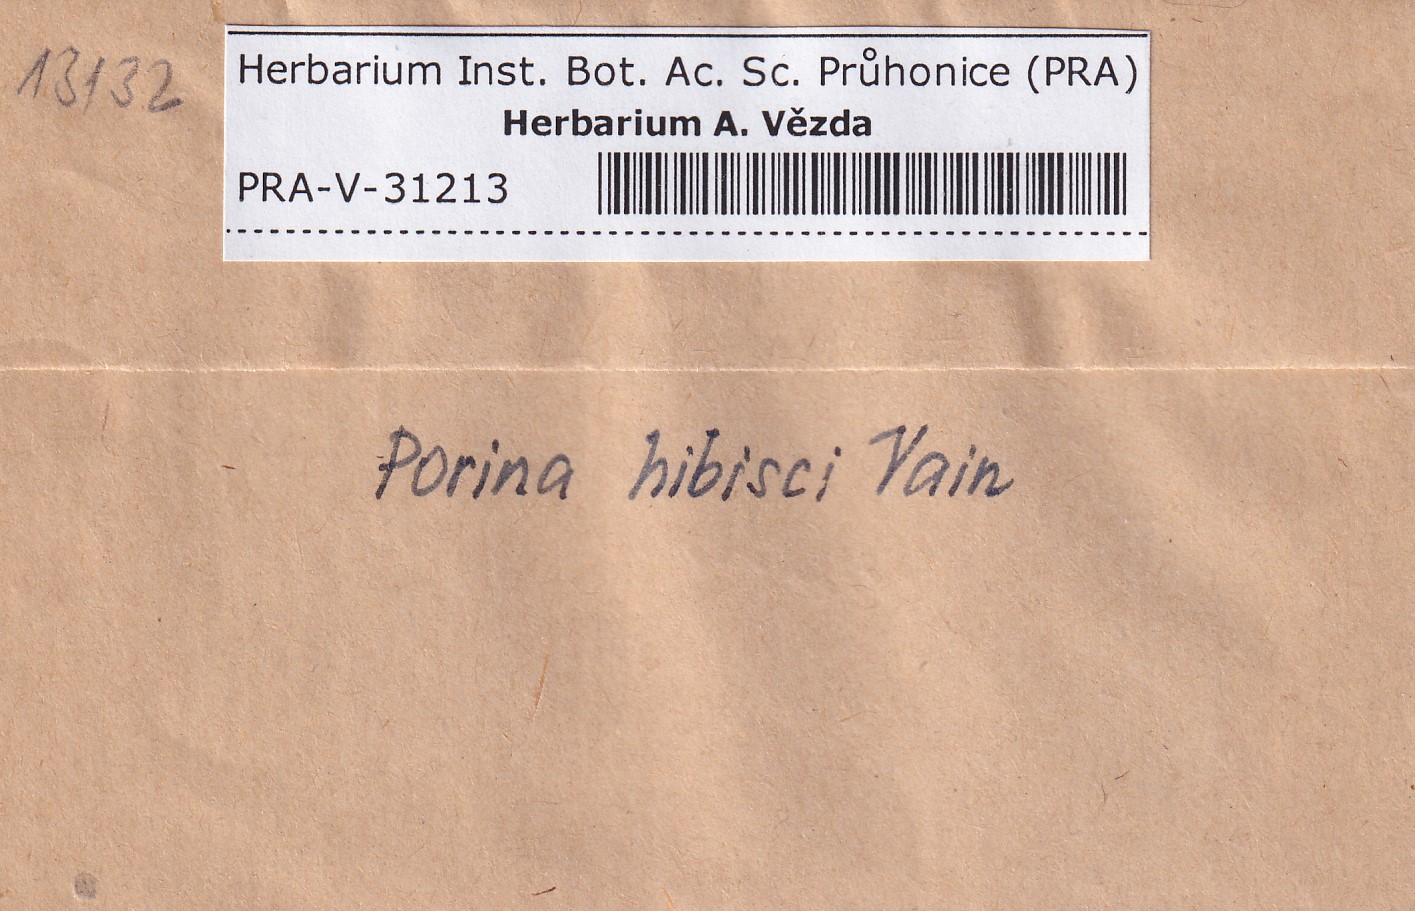 13132
Herbarium Inst. Bot. Ac. Sc. Průhonice (PRA)
Herbarium A. Vězda
PRA-V-31213
Porina hibisci Vain